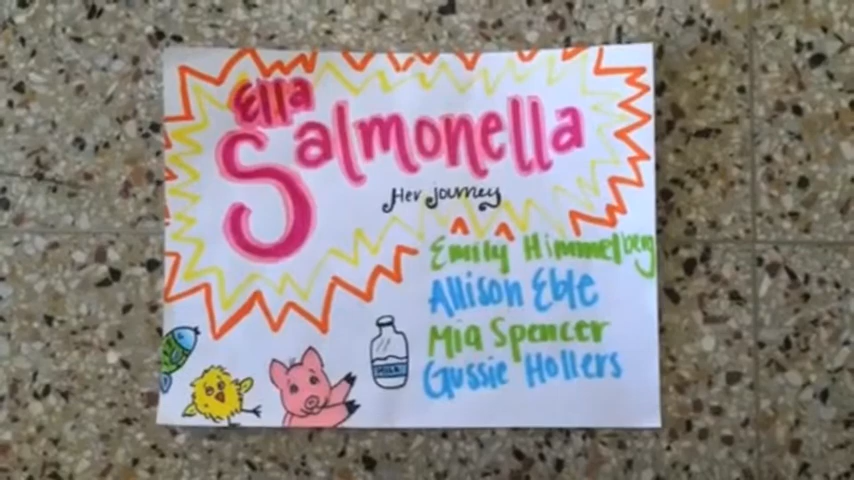 Ella
Salmonella
Her journey
Emily Himmelberg
Allison Eble
Mia Spencer
Gussie Hollers
MILK